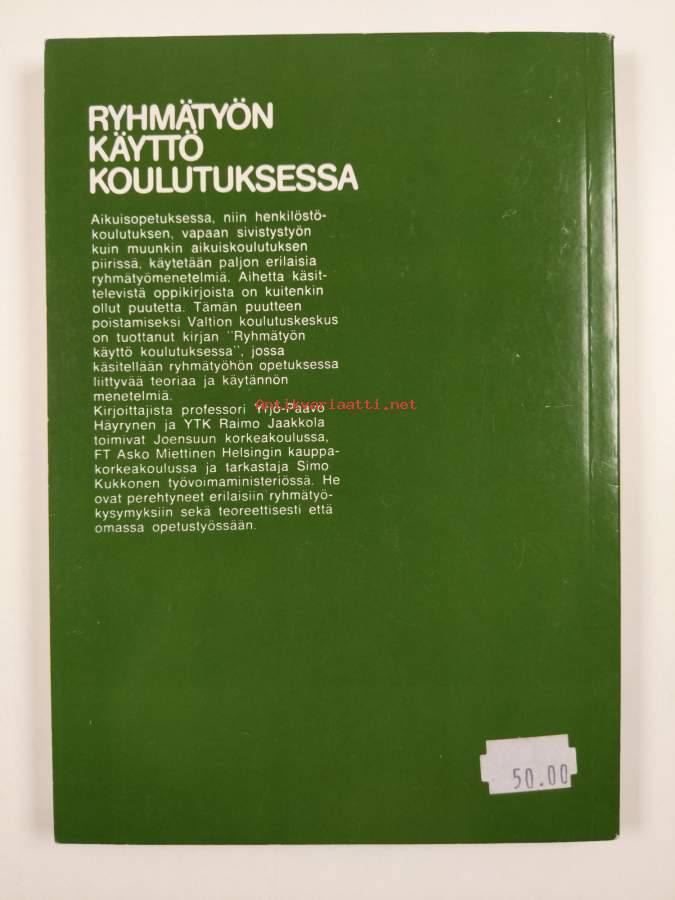 RYHMÄTYÖN
KÄYTTÖ
KOULUTUKSESSA
Aikuisopetuksessa, niin henkilöstö-
koulutuksen, vapaan sivistystyön
kuin muunkin aikuiskoulutuksen
piirissä, käytetään paljon erilaisia
ryhmätyömenetelmiä. Aihetta käsit-
televistä oppikirjoista on kuitenkin
ollut puutetta. Tämän puutteen
poistamiseksi Valtion koulutuskeskus
on tuottanut kirjan "Ryhmätyön
käyttö koulutuksessa", jossa
käsitellään ryhmätyöhön opetuksessa
liittyvää teoriaa ja käytännön
menetelmiä.
Antikvariaatti.net
Kirjoittajista professori Yrjö-Paavo
Häyrynen ja YTK Raimo Jaakkola
toimivat Joensuun korkeakoulussa,
FT Asko Miettinen Helsingin kauppa-
korkeakoulussa ja tarkastaja Simo
Kukkonen työvoimaministeriössä. He
ovat perehtyneet erilaisiin ryhmätyö-
kysymyksiin sekä teoreettisesti että
omassa opetustyössään.
50.00